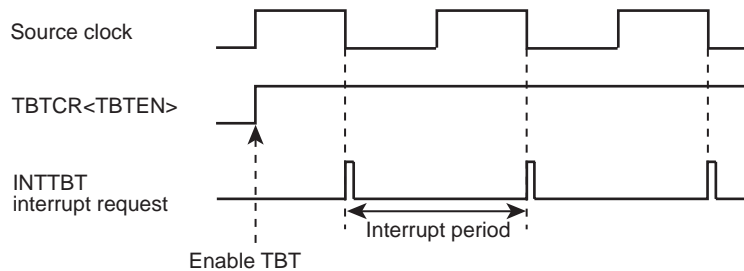 Source clock
TBTCR<TBTEN>
INTTBT
interrupt request
Interrupt period
Enable TBT